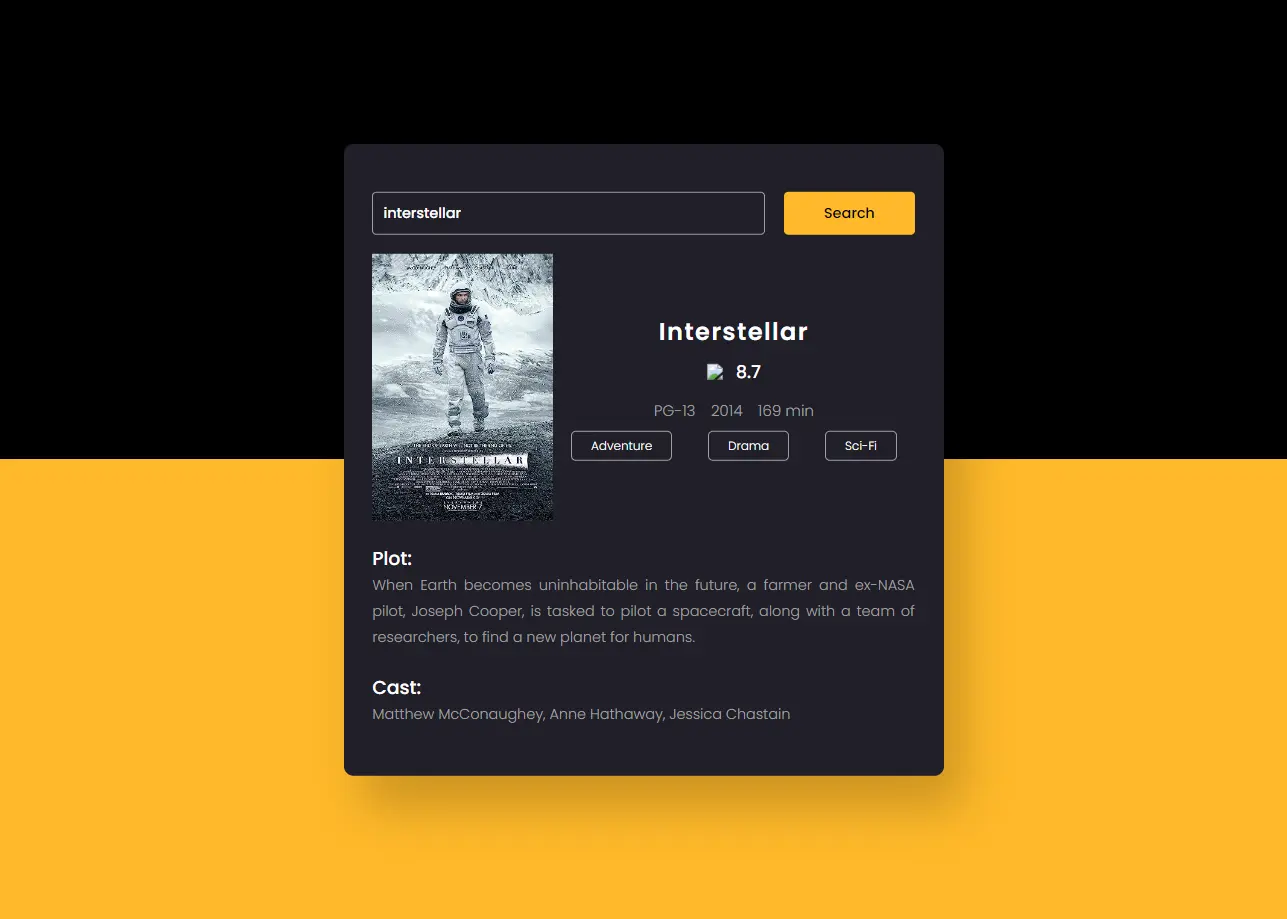 interstellar
Search
INTERSTELLAR
NOVEMBER 7
Interstellar
8.7
PG-13 2014 169 min
Adventure Drama Sci-Fi
Plot:
When Earth becomes uninhabitable in the future, a farmer and ex-NASA
pilot, Joseph Cooper, is tasked to pilot a spacecraft, along with a team of
researchers, to find a new planet for humans.
Cast:
Matthew McConaughey, Anne Hathaway, Jessica Chastain